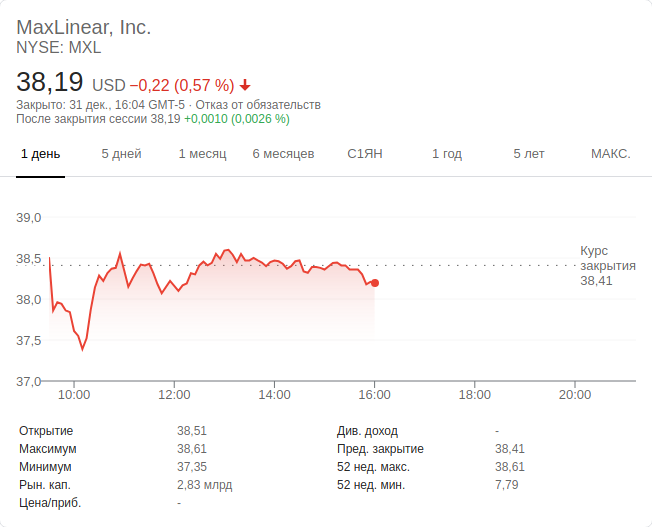 MaxLinear, Inc.
NYSE: MXL
38,19 USD −0,22 (0,57 %)
Закрыто: 31 дек., 16:04 GMT-5 · Отказ от обязательств
После закрытия сессии 38,19 +0,0010 (0,0026 %)
1 день 5 дней 1 месяц 6 месяцев С1ЯН 1 год 5 лет МАКС.
39,0
38,5
38,0
37,5
37,0
Курс
закрытия
38,41
10:00 12:00 14:00 16:00 18:00 20:00
Открытие 38,51 Див. доход -
Максимум 38,61 Пред. закрытие 38,41
Минимум 37,35 52 нед. макс. 38,61
Рын. кап. 2,83 млрд 52 нед. мин. 7,79
Цена/приб. -